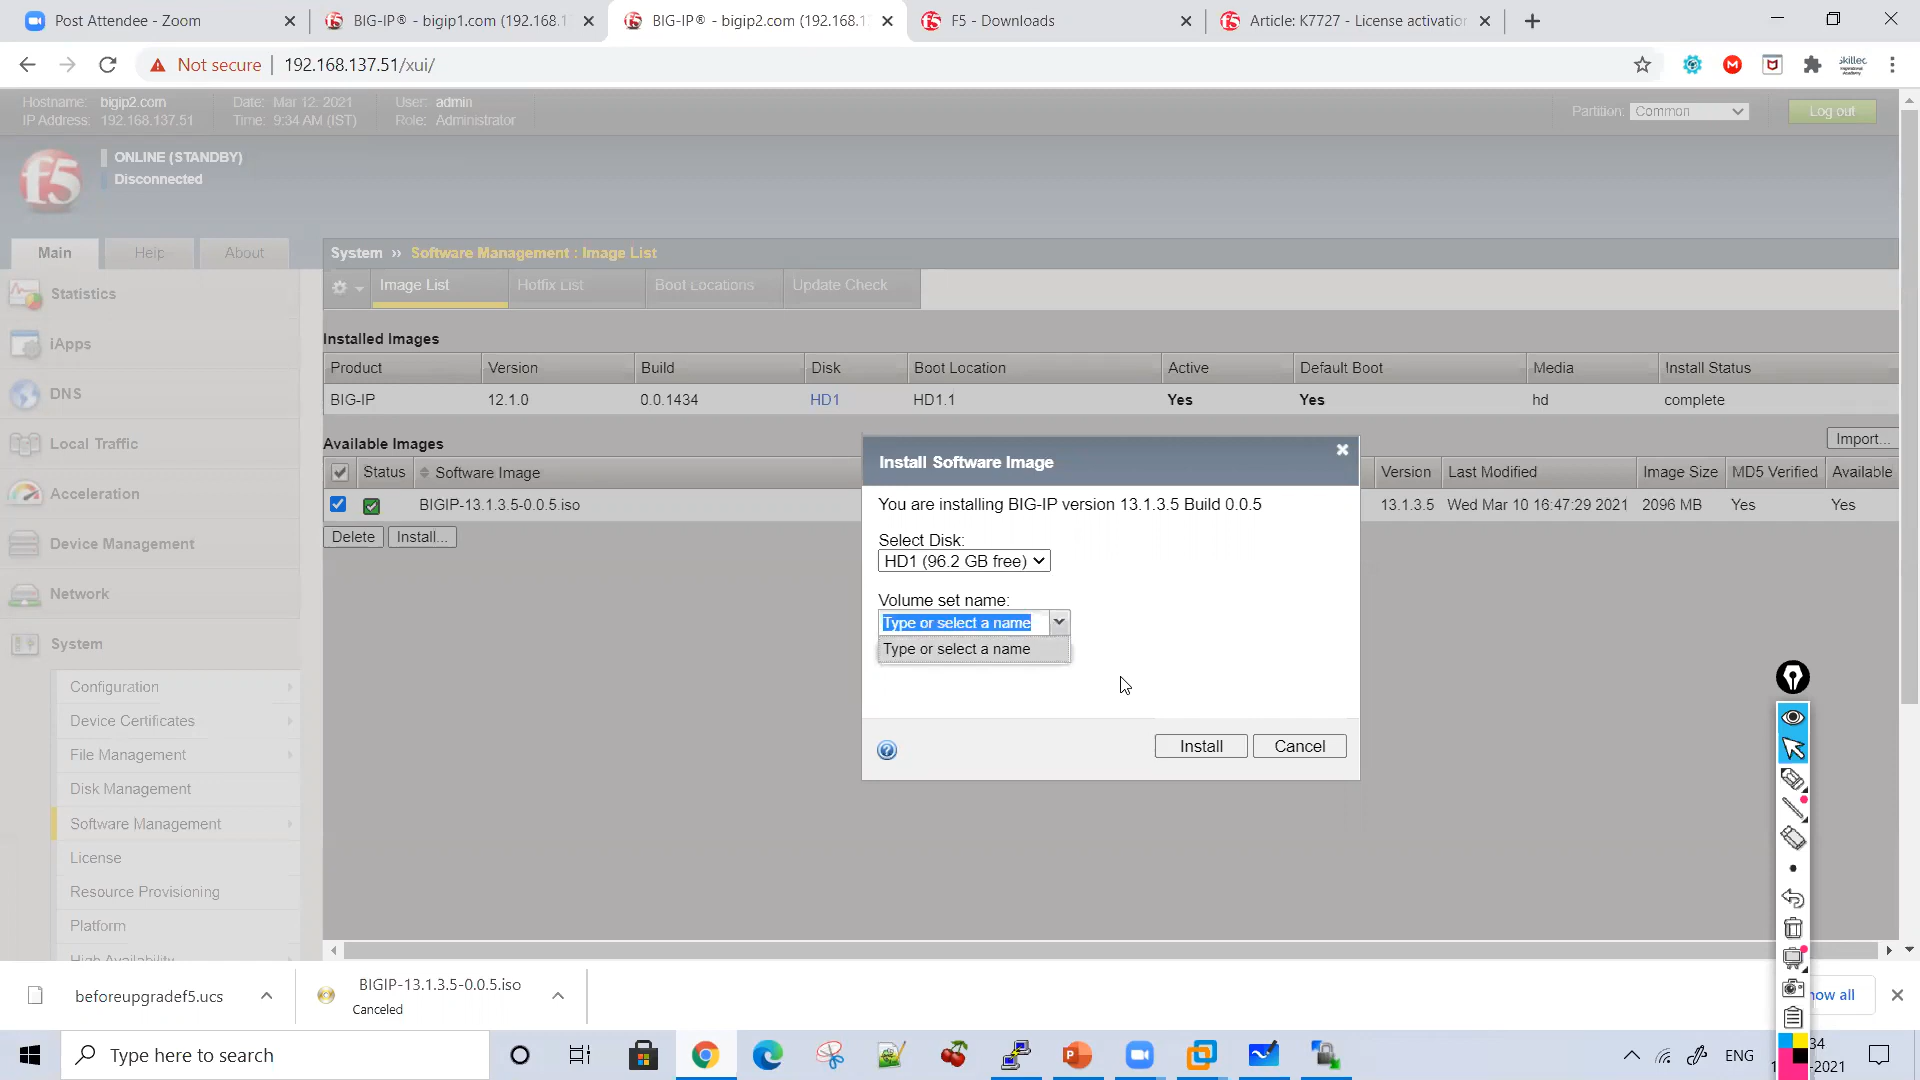 Post Attendee - Zoom
BIG-IP® - bigip1.com (192.168.1
BIG-IP® - bigip2.com (192.168.1
F5 - Downloads
Article: K7727 - License activation
Not secure
192.168.137.51/xui/
skillec
Hostname: bigip2.com
Date: Mar 12, 2021
User: admin
IP Address: 192.168.137.51
Time: 9:34 AM (IST)
Role: Administrator
Partition: Common
Log out
f5
ONLINE (STANDBY)
Disconnected
Main
Help
About
System »
Software Management : Image List
Statistics
iApps
DNS
Local Traffic
Acceleration
Device Management
Network
System
Configuration
Device Certificates
File Management
Disk Management
Software Management
License
Resource Provisioning
Platform
High Availability
Image List
Hotfix List
Boot Locations
Update Check
Installed Images
Product
Version
Build
Disk
Boot Location
Active
Default Boot
Media
Install Status
BIG-IP
12.1.0
0.0.1434
HD1
HD1.1
Yes
Yes
hd
complete
Available Images
Import...
Status
Software Image
Version
Last Modified
Image Size
MD5 Verified
Available
BIGIP-13.1.3.5-0.0.5.iso
13.1.3.5
Wed Mar 10 16:47:29 2021
2096 MB
Yes
Yes
Delete
Install...
Install Software Image
You are installing BIG-IP version 13.1.3.5 Build 0.0.5
Select Disk:
HD1 (96.2 GB free)
Volume set name:
Type or select a name
Type or select a name
Install
Cancel
beforeupgradef5.ucs
BIGIP-13.1.3.5-0.0.5.iso
Canceled
how all
Type here to search
ENG
34
-2021